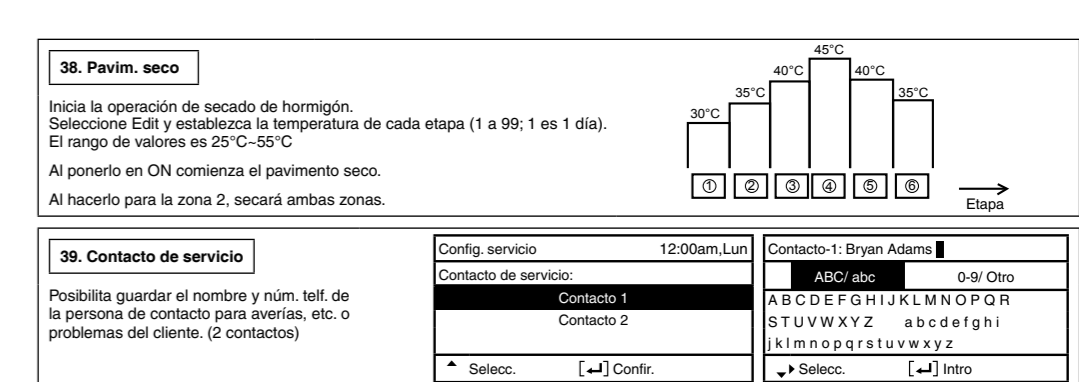 38. Pavim. seco
Inicia la operación de secado de hormigón.
Seleccione Edit y establezca la temperatura de cada etapa (1 a 99; 1 es 1 día).
El rango de valores es 25°C~55°C
Al ponerlo en ON comienza el pavimento seco.
Al hacerlo para la zona 2, secará ambas zonas.
30°C
35°C
40°C
45°C
40°C
35°C
① ② ③ ④ ⑤ ⑥
Etapa
39. Contacto de servicio
Posibilita guardar el nombre y núm. telf. de
la persona de contacto para averías, etc. o
problemas del cliente. (2 contactos)
Config. servicio 12:00am,Lun
Contacto de servicio:
Contacto 1
Contacto 2
Selecc. [↵] Confir.
Contacto-1: Bryan Adams
ABC/ abc 0-9/ Otro
A B C D E F G H I J K L M N O P Q R
S T U V W X Y Z a b c d e f g h i
j k l m n o p q r s t u v w x y z
Selecc. [↵] Intro